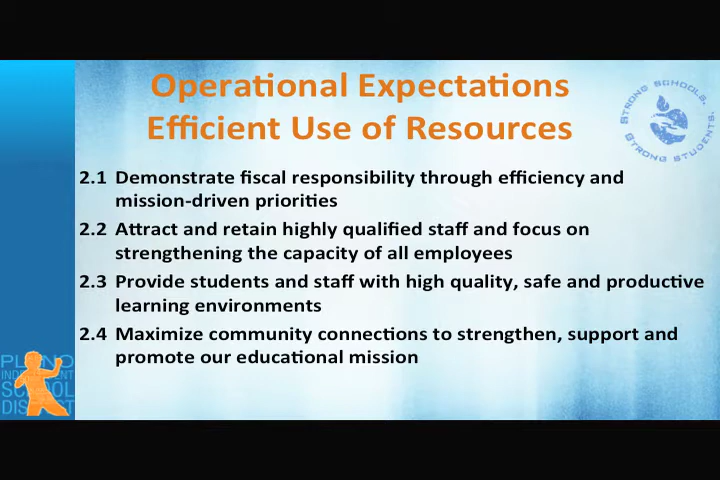 Operational Expectations
Efficient Use of Resources
STRONG SCHOOLS,
STRONG STUDENTS.
2.1 Demonstrate fiscal responsibility through efficiency and
mission-driven priorities
2.2 Attract and retain highly qualified staff and focus on
strengthening the capacity of all employees
2.3 Provide students and staff with high quality, safe and productive
learning environments
2.4 Maximize community connections to strengthen, support and
promote our educational mission
SCHOOL